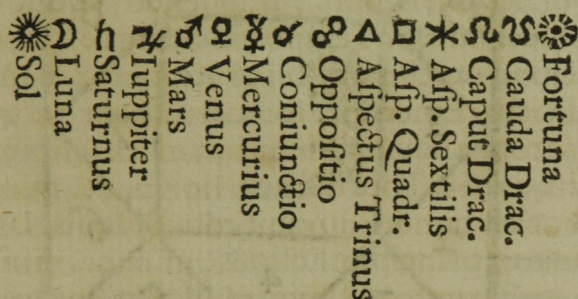 Fortuna
Cauda Drac.
Caput Drac.
Aſp. Sextilis
Aſp. Quadr.
Aſpectus Trinus
Oppoſitio
Coniunctio
Mercurius
Venus
Mars
Iuppiter
Saturnus
Luna
Sol